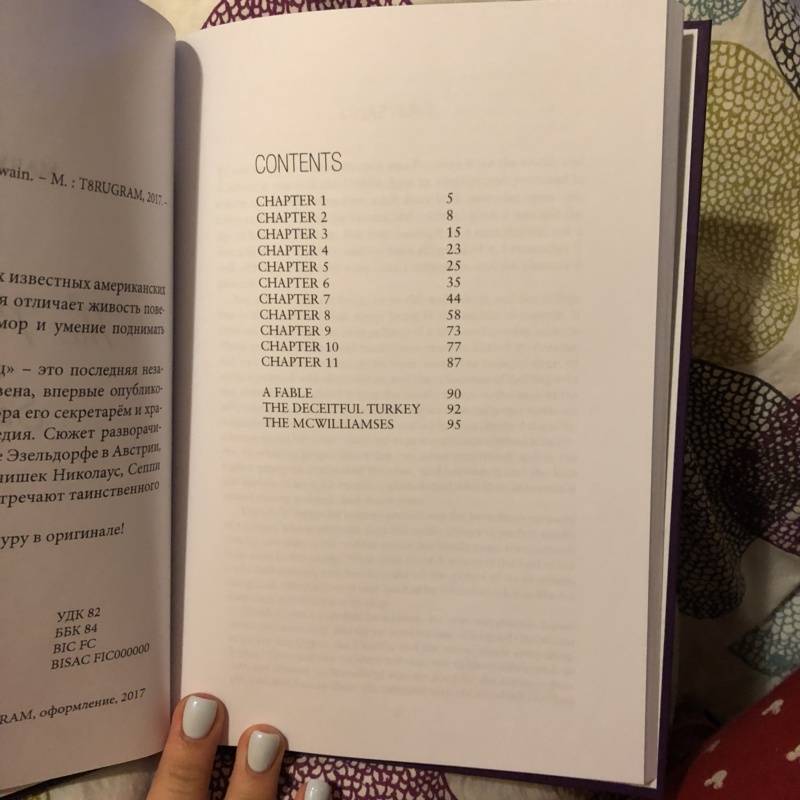 wain. – М. : T8RUGRAM, 2017. –
х известных американских
я отличает живость пове-
мор и умение поднимать
ц» – это последняя неза-
вена, впервые опублико-
ора его секретарём и хра-
едия. Сюжет разворачи-
е Эзельдорфе в Австрии,
чишек Николаус, Сеппи
тречают таинственного
уру в оригинале!
УДК 82
ББК 84
BIC FC
BISAC FIC000000
GRAM, оформление, 2017
CONTENTS
CHAPTER 1 5
CHAPTER 2 8
CHAPTER 3 15
CHAPTER 4 23
CHAPTER 5 25
CHAPTER 6 35
CHAPTER 7 44
CHAPTER 8 58
CHAPTER 9 73
CHAPTER 10 77
CHAPTER 11 87
A FABLE 90
THE DECEITFUL TURKEY 92
THE MCWILLIAMSES 95